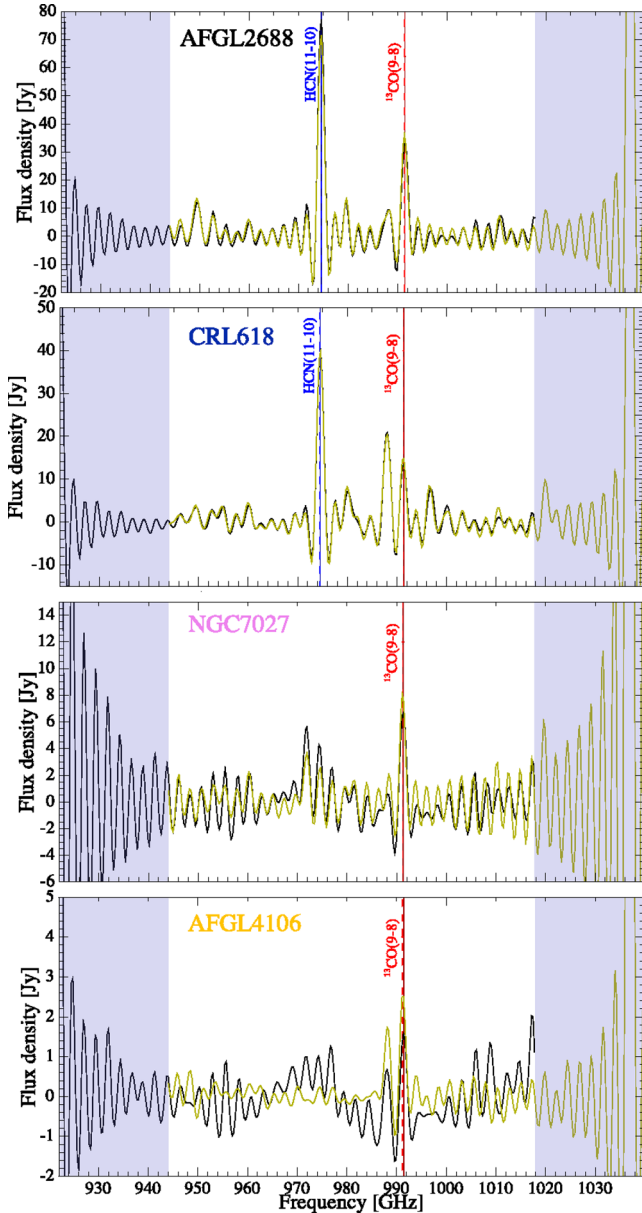 80
70
60
50
40
30
20
10
0
-10
20
Flux density [Jy]
AFGL2688
HCN(11-10)
¹³CO(9-8)
50
40
30
20
10
0
-10
Flux density [Jy]
CRL618
HCN(11-10)
¹³CO(9-8)
14
12
10
8
6
4
2
0
-2
-4
-6
Flux density [Jy]
NGC7027
¹³CO(9-8)
5
4
3
2
1
0
-1
-2
Flux density [Jy]
AFGL4106
¹³CO(9-8)
930 940 950 960 970 980 990 1000 1010 1020 1030
Frequency [GHz]